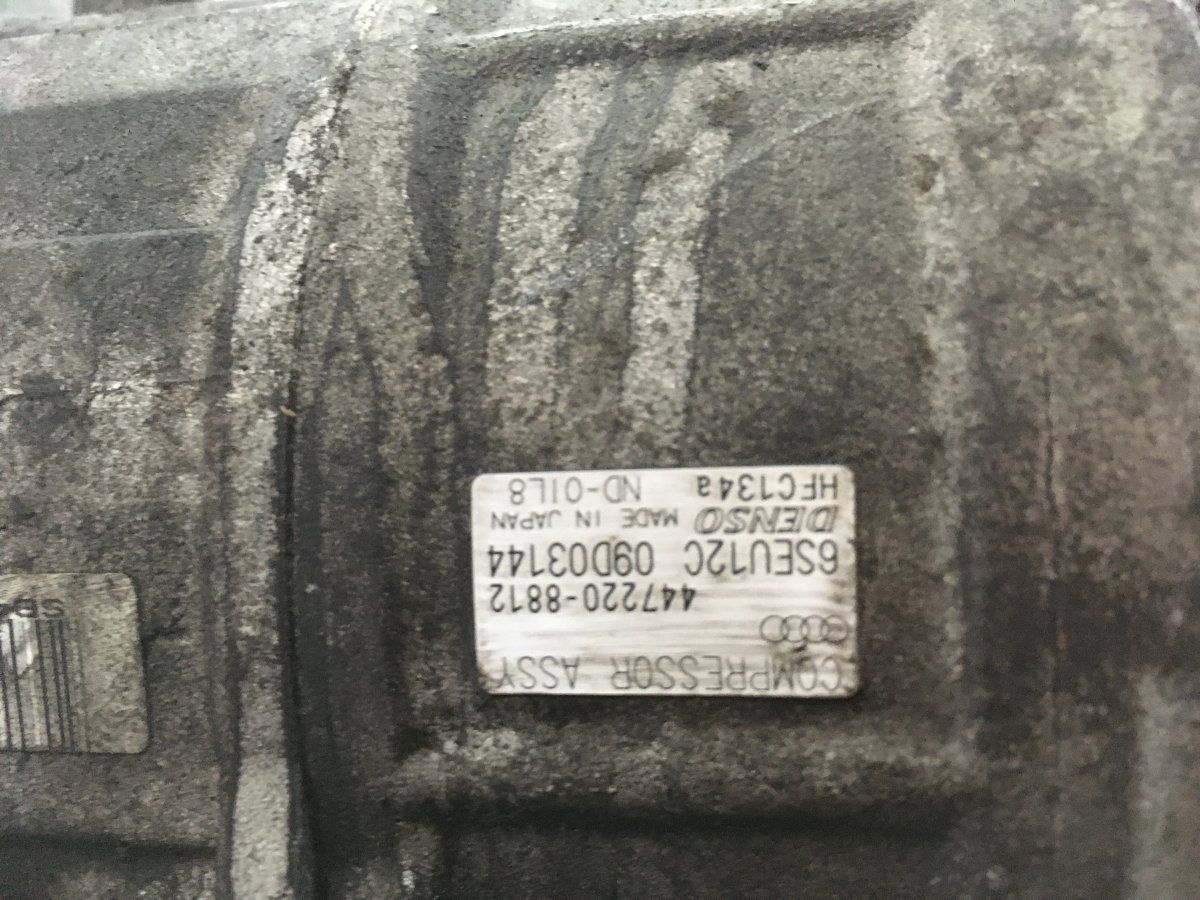 COMPRESSOR ASSY
447220-8812
6SEU12C 09D03144
DENSO MADE IN JAPAN
HFC134a ND-OIL8